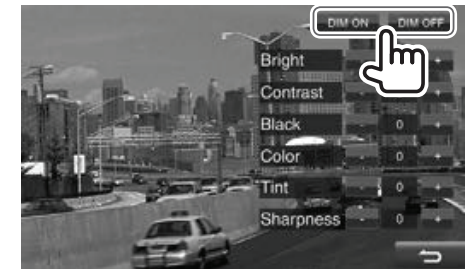 DIM ON DIM OFF
Bright - +
Contrast - +
Black - 0 +
Color - 0 +
Tint - 0 +
Sharpness - 0 +